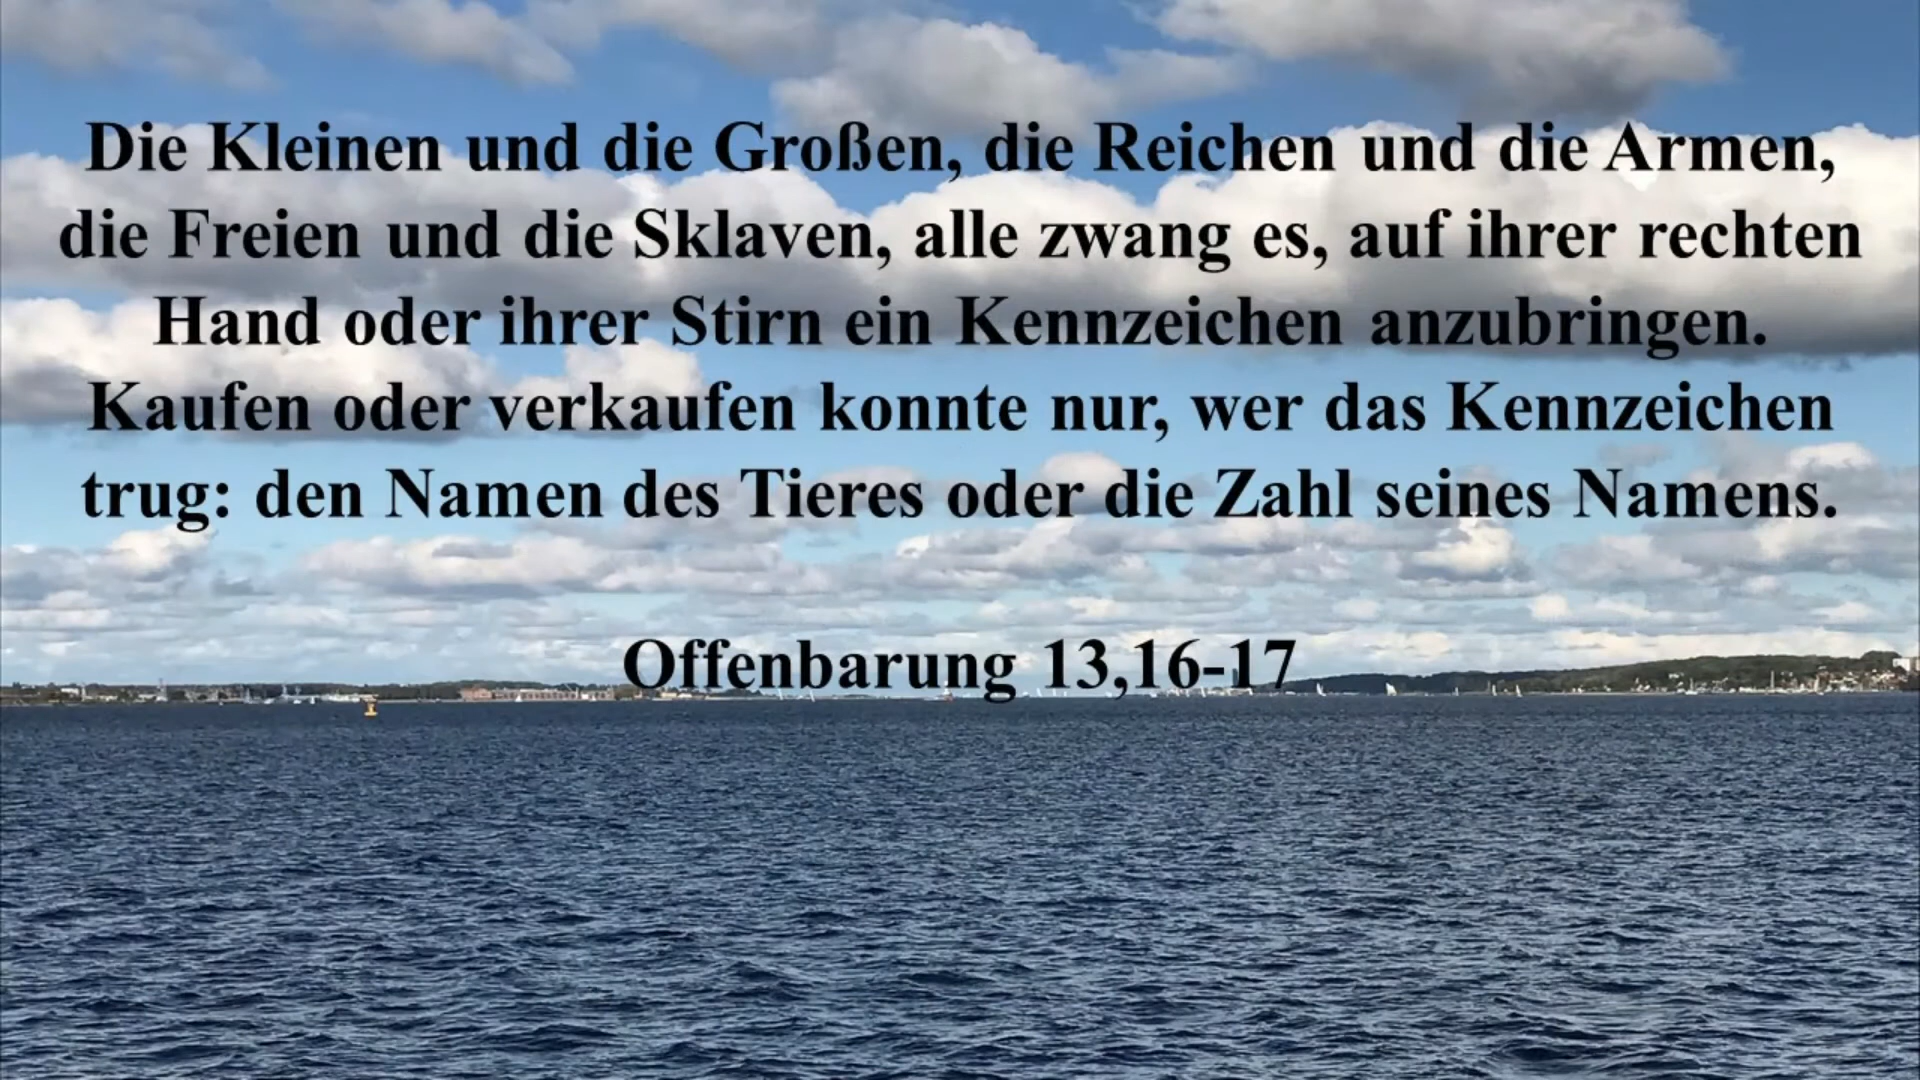 Die Kleinen und die Großen, die Reichen und die Armen,
die Freien und die Sklaven, alle zwang es, auf ihrer rechten
Hand oder ihrer Stirn ein Kennzeichen anzubringen.
Kaufen oder verkaufen konnte nur, wer das Kennzeichen
trug: den Namen des Tieres oder die Zahl seines Namens.
Offenbarung 13,16-17